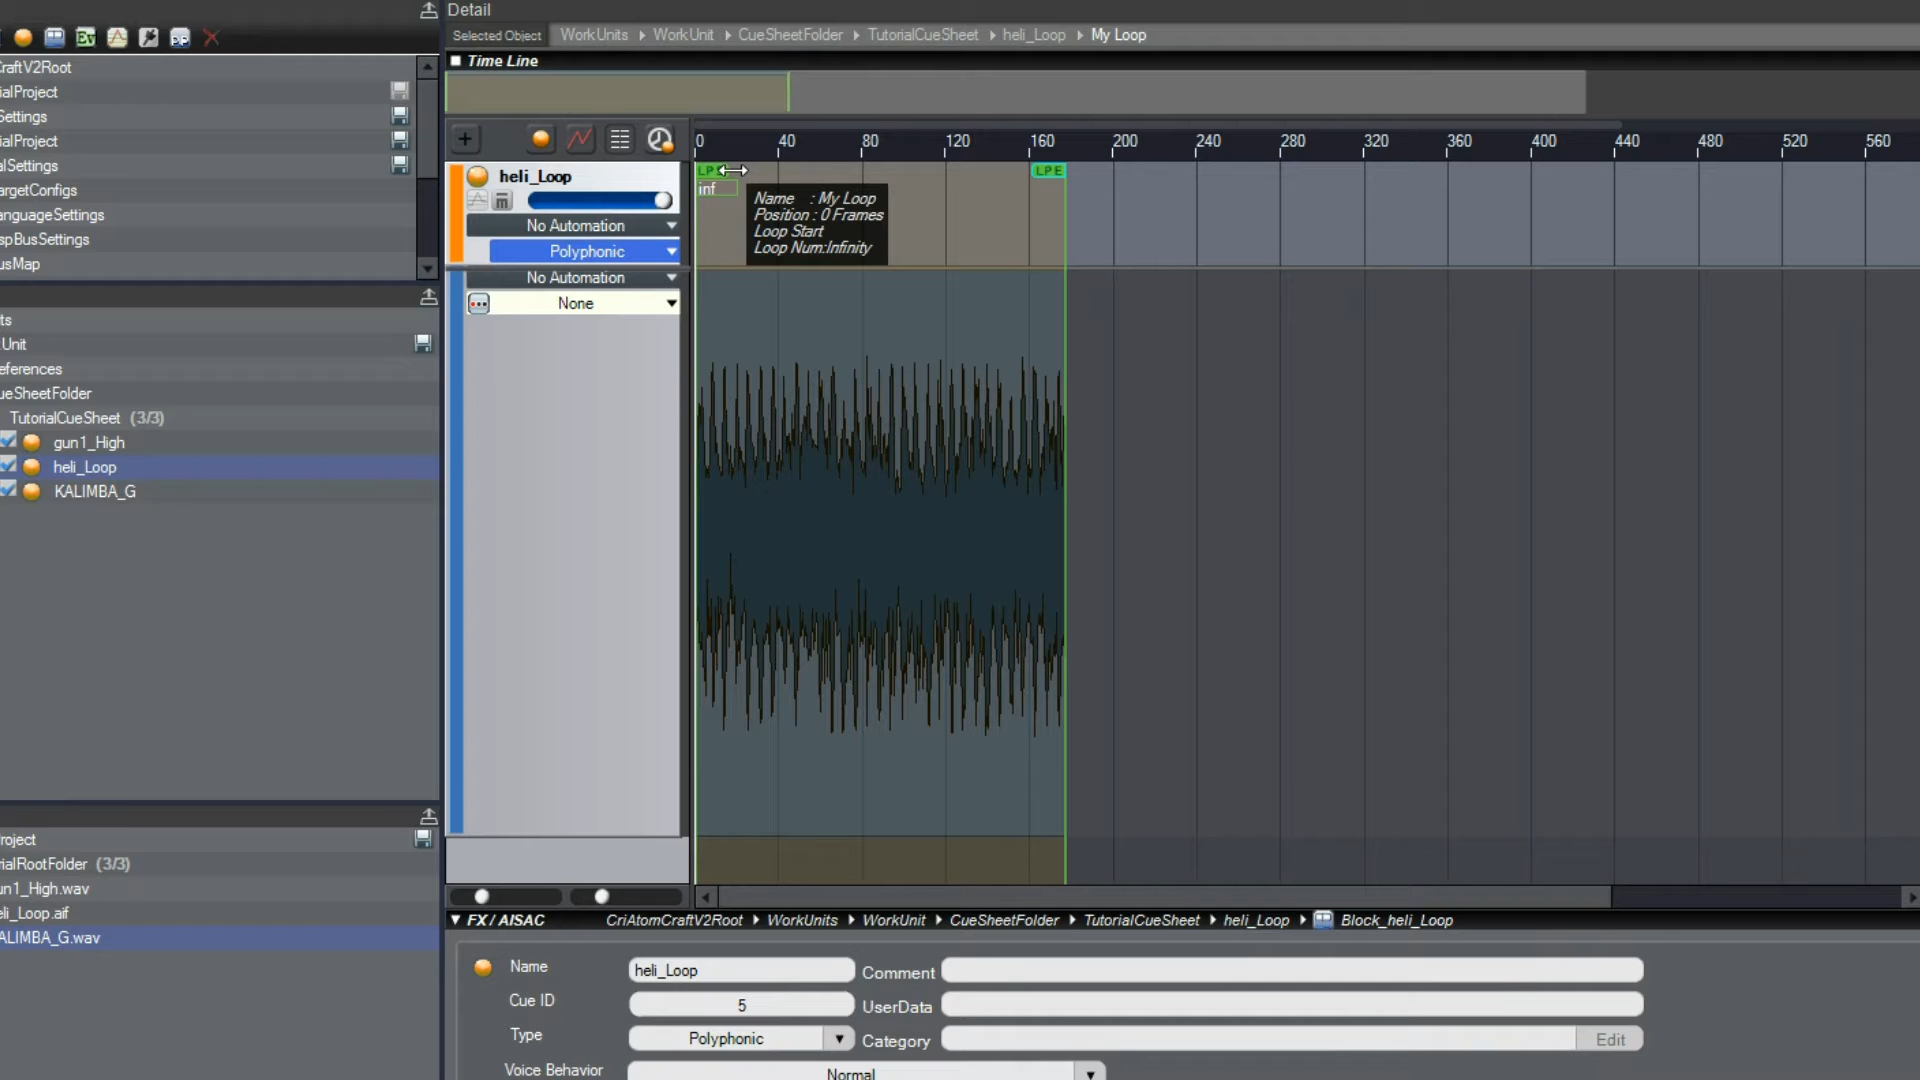 Detail
Selected Object WorkUnits WorkUnit CueSheetFolder TutorialCueSheet heli_Loop My Loop
Time Line
Ev
raftV2Root
ialProject
Settings
ialProject
alSettings
argetConfigs
anguageSettings
spBusSettings
usMap
0 40 80 120 160 200 240 280 320 360 400 440 480 520 560
LPS LPE
inf
Name : My Loop
Position : 0 Frames
Loop Start
Loop Num:Infinity
heli_Loop
m
No Automation
Polyphonic
No Automation
None
ts
Unit
eferences
ueSheetFolder
TutorialCueSheet (3/3)
gun1_High
heli_Loop
KALIMBA_G
roject
rialRootFolder (3/3)
un1_High.wav
eli_Loop.aif
ALIMBA_G.wav
FX / AISAC CriAtomCraftV2Root WorkUnits WorkUnit CueSheetFolder TutorialCueSheet heli_Loop Block_heli_Loop
Name heli_Loop Comment
Cue ID 5 UserData
Type Polyphonic Category Edit
Voice Behavior Normal